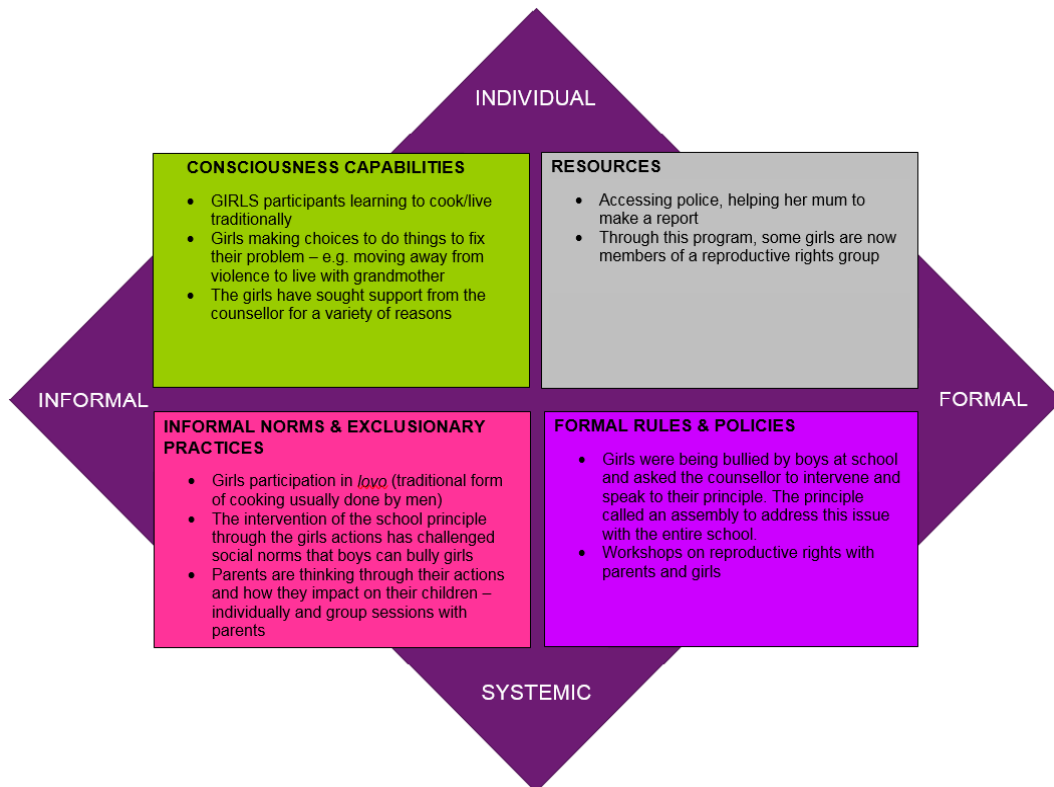 INDIVIDUAL
CONSCIOUSNESS CAPABILITIES
• GIRLS participants learning to cook/live
traditionally
• Girls making choices to do things to fix
their problem – e.g. moving away from
violence to live with grandmother
• The girls have sought support from the
counsellor for a variety of reasons
RESOURCES
• Accessing police, helping her mum to
make a report
• Through this program, some girls are now
members of a reproductive rights group
INFORMAL
FORMAL
INFORMAL NORMS & EXCLUSIONARY
PRACTICES
• Girls participation in lovo (traditional form
of cooking usually done by men)
• The intervention of the school principle
through the girls actions has challenged
social norms that boys can bully girls
• Parents are thinking through their actions
and how they impact on their children –
individually and group sessions with
parents
FORMAL RULES & POLICIES
• Girls were being bullied by boys at school
and asked the counsellor to intervene and
speak to their principle. The principle
called an assembly to address this issue
with the entire school.
• Workshops on reproductive rights with
parents and girls
SYSTEMIC